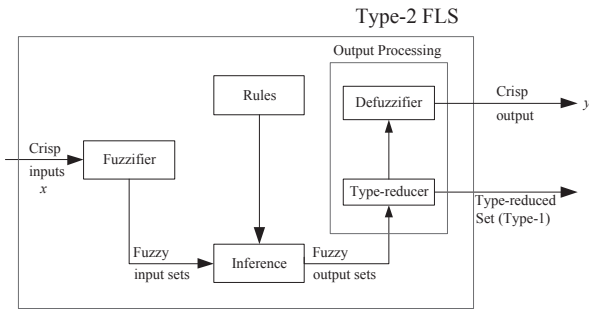 Type-2 FLS
Output Processing
Rules
Defuzzifier
Crisp
output
y
Crisp
inputs
x
Fuzzifier
Type-reducer
Type-reduced
Set (Type-1)
Fuzzy
input sets
Inference
Fuzzy
output sets